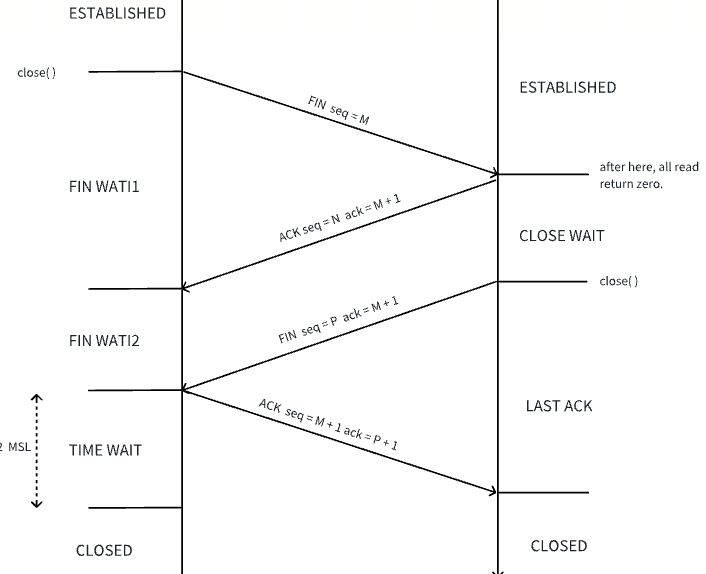 ESTABLISHED
close( )
ESTABLISHED
FIN seq = M
after here, all read
return zero.
FIN WATI1
ACK seq = N ack = M + 1
CLOSE WAIT
close( )
FIN seq = P ack = M + 1
FIN WATI2
ACK seq = M + 1 ack = P + 1
LAST ACK
2 MSL
TIME WAIT
CLOSED
CLOSED